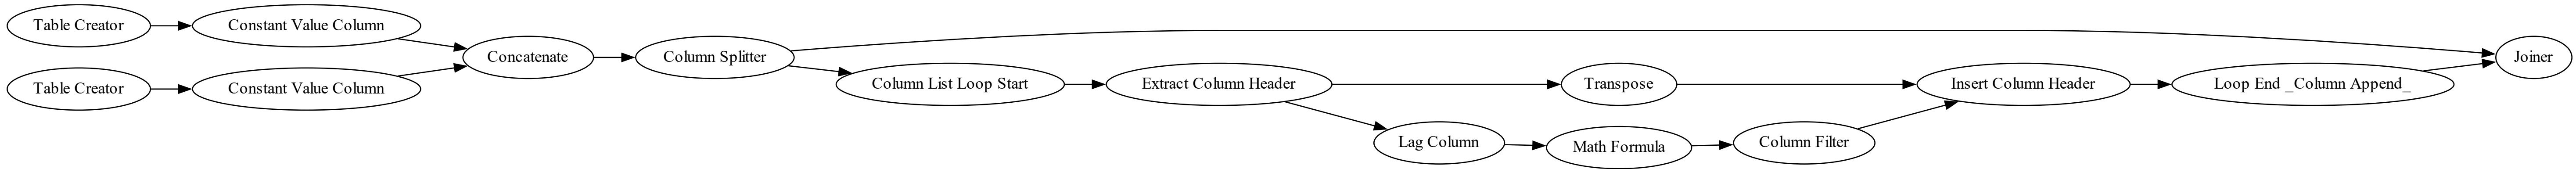 Table Creator
Constant Value Column
Table Creator
Constant Value Column
Concatenate
Column Splitter
Column List Loop Start
Extract Column Header
Transpose
Lag Column
Math Formula
Column Filter
Insert Column Header
Loop End _Column Append_
Joiner